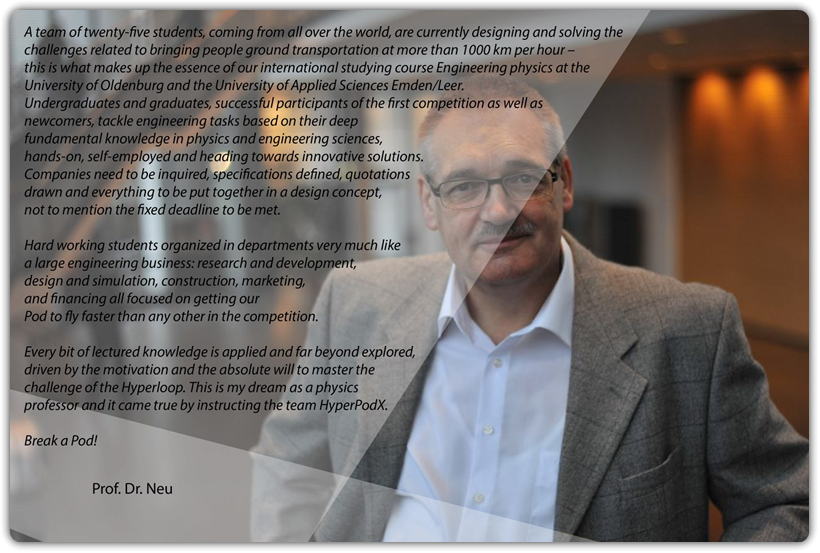 A team of twenty-five students, coming from all over the world, are currently designing and solving the
challenges related to bringing people ground transportation at more than 1000 km per hour –
this is what makes up the essence of our international studying course Engineering physics at the
University of Oldenburg and the University of Applied Sciences Emden/Leer.
Undergraduates and graduates, successful participants of the first competition as well as
newcomers, tackle engineering tasks based on their deep
fundamental knowledge in physics and engineering sciences,
hands-on, self-employed and heading towards innovative solutions.
Companies need to be inquired, specifications defined, quotations
drawn and everything to be put together in a design concept,
not to mention the fixed deadline to be met.
Hard working students organized in departments very much like
a large engineering business: research and development,
design and simulation, construction, marketing,
and financing all focused on getting our
Pod to fly faster than any other in the competition.
Every bit of lectured knowledge is applied and far beyond explored,
driven by the motivation and the absolute will to master the
challenge of the Hyperloop. This is my dream as a physics
professor and it came true by instructing the team HyperPodX.
Break a Pod!
Prof. Dr. Neu